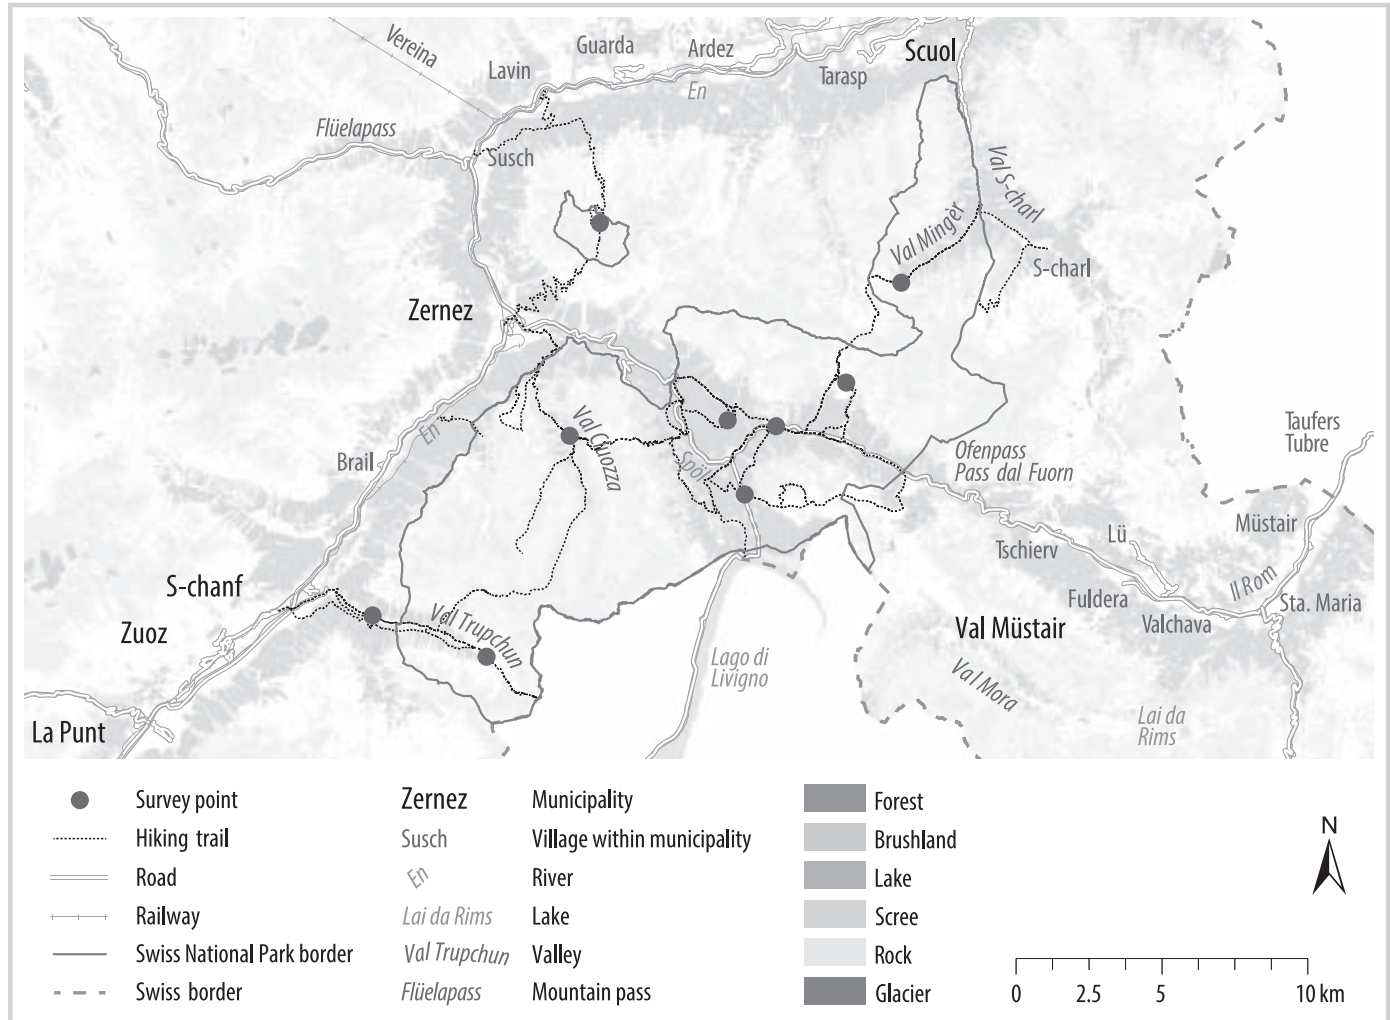 Vereina
Guarda
Ardez
Scuol
Lavin
Tarasp
En
Flüelapass
Susch
Val S-charl
Val Mingèr
S-charl
Zernez
Taufers
Tubre
En
Val Cluozza
Brail
Spöl
Ofenpass
Pass dal Fuorn
Müstair
Lü
Tschierv
Il Rom
S-chanf
Fuldera
Sta. Maria
Zuoz
Val Trupchun
Val Müstair
Valchava
Lago di
Livigno
Val Mora
La Punt
Lai da
Rims
Survey point
Zernez Municipality
Forest
Hiking trail
Susch Village within municipality
Brushland
Road
En River
Lake
Railway
Lai da Rims Lake
Scree
Swiss National Park border
Val Trupchun Valley
Rock
Swiss border
Flüelapass Mountain pass
Glacier
N
0 2.5 5 10 km